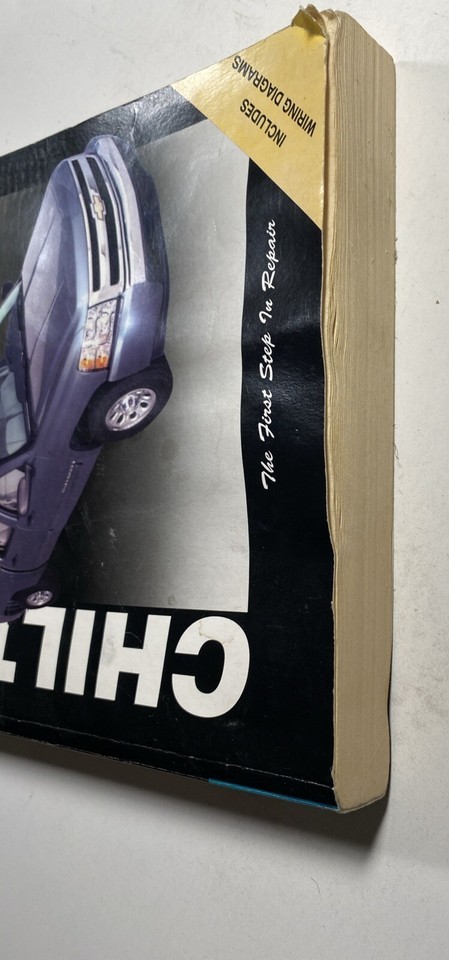 CHILT
The First Step In Repair
INCLUDES
WIRING DIAGRAMS